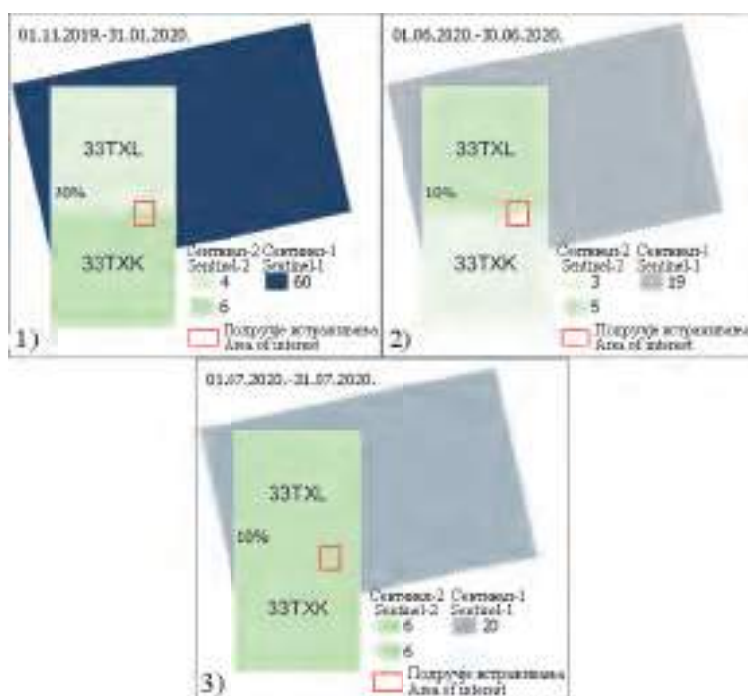 01.11.2019.-31.01.2020.
33TXL
30%
33TXK
Сентинел-2 Сентинел-1
Sentinel-2 Sentinel-1
4 60
6
Подручје истраживања
Area of interest
1)
01.06.2020.-30.06.2020.
33TXL
10%
33TXK
Сентинел-2 Сентинел-1
Sentinel-2 Sentinel-1
3 19
5
Подручје истраживања
Area of interest
2)
01.07.2020.-31.07.2020.
33TXL
10%
33TXK
Сентинел-2 Сентинел-1
Sentinel-2 Sentinel-1
6 20
6
Подручје истраживања
Area of interest
3)